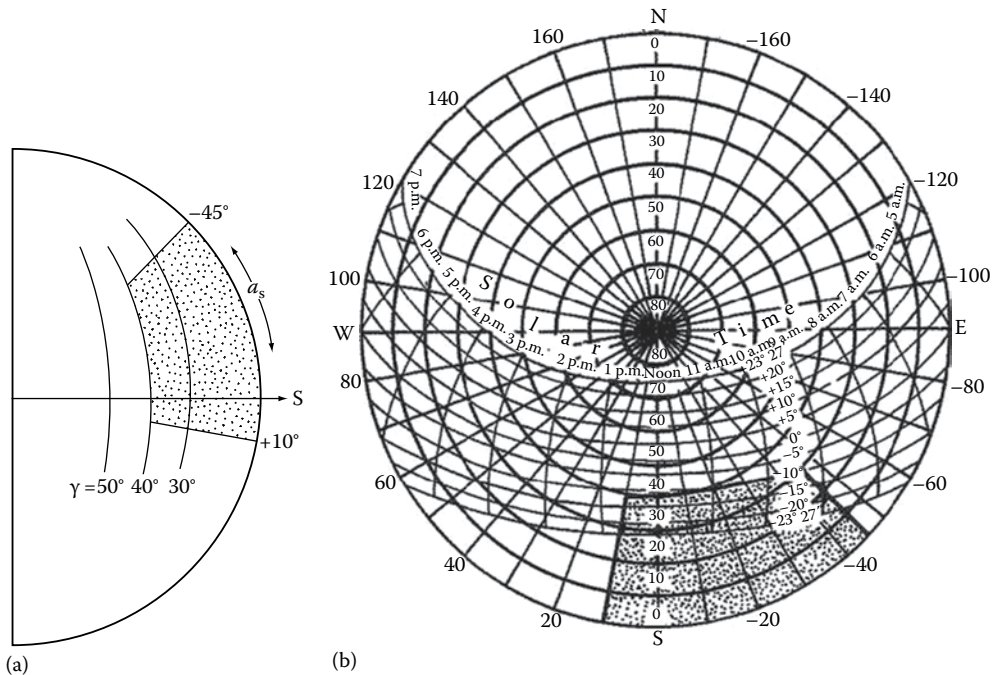 −45°
a_s
S
+10°
γ = 50° 40° 30°
(a)
N
160 −160
140 −140
120 −120
100 −100
W E
80 −80
60 −60
40 −40
20 −20
S
0
10
20
30
40
50
60
70
80
80
70
60
50
40
30
20
10
0
Solar Time
7 p.m.
6 p.m.
5 p.m.
4 p.m.
3 p.m.
2 p.m.
1 p.m.
Noon
11 a.m.
10 a.m.
9 a.m.
8 a.m.
7 a.m.
6 a.m.
5 a.m.
+23° 27
+20°
+15°
+10°
+5°
0°
−5°
−10°
−15°
−20°
−23° 27
(b)